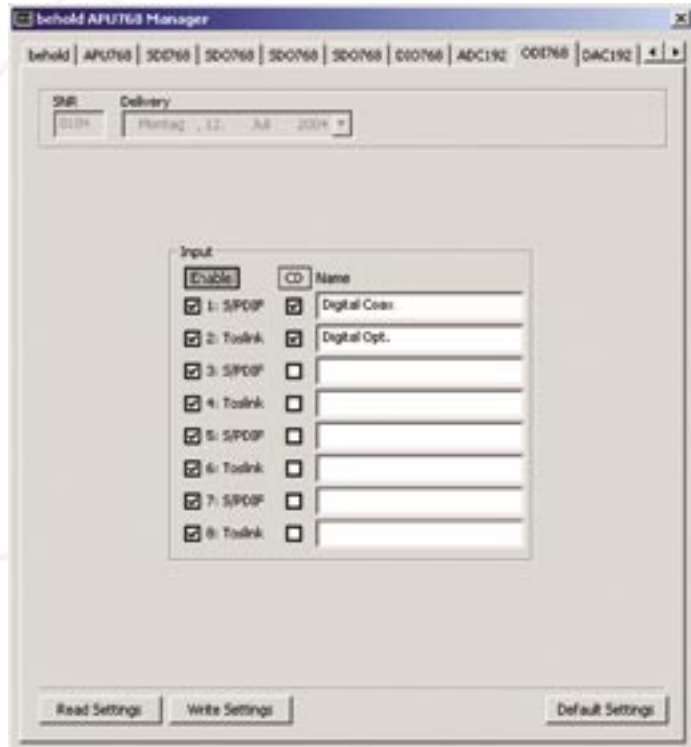 behold APU768 Manager
behold APU768 SDI768 SDO768 SDO768 SDO768 DIO768 ADC192 ODI768 DAC192
SNR Delivery
0104 Montag , 12. Juli 2004
Input
Enable CD Name
1: S/PDIF Digital Coax
2: Toslink Digital Opt.
3: S/PDIF
4: Toslink
5: S/PDIF
6: Toslink
7: S/PDIF
8: Toslink
Read Settings Write Settings Default Settings